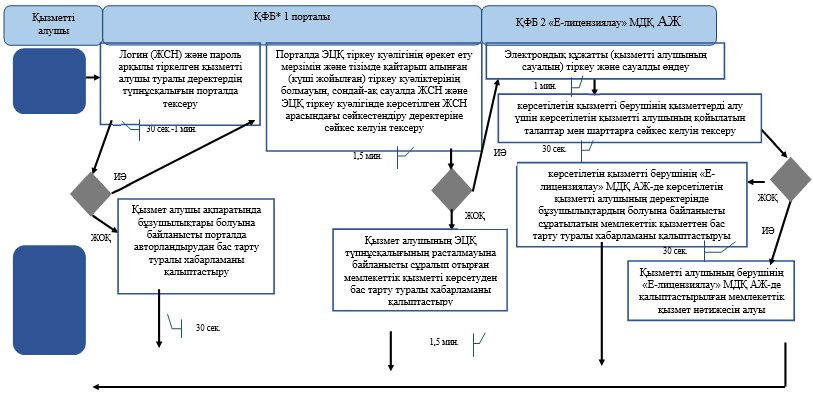 Қызметті
алушы
ҚФБ* 1 порталы
ҚФБ 2 «Е-лицензиялау» МДҚ АЖ
Логин (ЖСН) және пароль
арқылы тіркелген қызметті
алушы туралы деректердің
түпнұсқалығын порталда
тексеру
Порталда ЭЦҚ тіркеу куәлігінің әрекет ету
мерзімін және тізімде қайтарып алынған
(күші жойылған) тіркеу куәліктерінің
болмауын, сондай-ақ сауалда ЖСН және
ЭЦҚ тіркеу куәлігінде көрсетілген ЖСН
арасындағы сәйкестендіру деректеріне
сәйкес келуін тексеру
Электрондық құжатты (қызметті алушының
сауалын) тіркеу және сауалды өңдеу
1 мин.
көрсетілетін қызметті берушінің қызметтерді алу
үшін көрсетілетін қызметті алушының қойылатын
талаптар мен шарттарға сәйкес келуін тексеру
30 сек -1 мин.
1,5 мин.
30 сек.
ИӘ
ЖОҚ
ИӘ
ЖОҚ
көрсетілетін қызметті берушінің «Е-
лицензиялау» МДҚ АЖ-де көрсетілетін
қызметті алушының деректерінде
бұзушылықтардың болуына байланысты
сұратылатын мемлекеттік қызметтен бас
тарту туралы хабарламаны қалыптастыруы
ЖОҚ
ИӘ
Қызмет алушы ақпаратында
бұзушылықтары болуына
байланысты порталда
авторландырудан бас тарту
туралы хабарламаны
қалыптастыру
Қызмет алушының ЭЦҚ
түпнұсқалығының расталмауына
байланысты сұралып отырған
мемлекеттік қызметті көрсетуден
бас тарту туралы хабарламаны
қалыптастыру
30 сек.
Қызметті алушының берушінің
«Е-лицензиялау» МДҚ АЖ-де
қалыптастырылған мемлекеттік
қызмет нәтижесін алуы
30 сек.
1,5 мин.